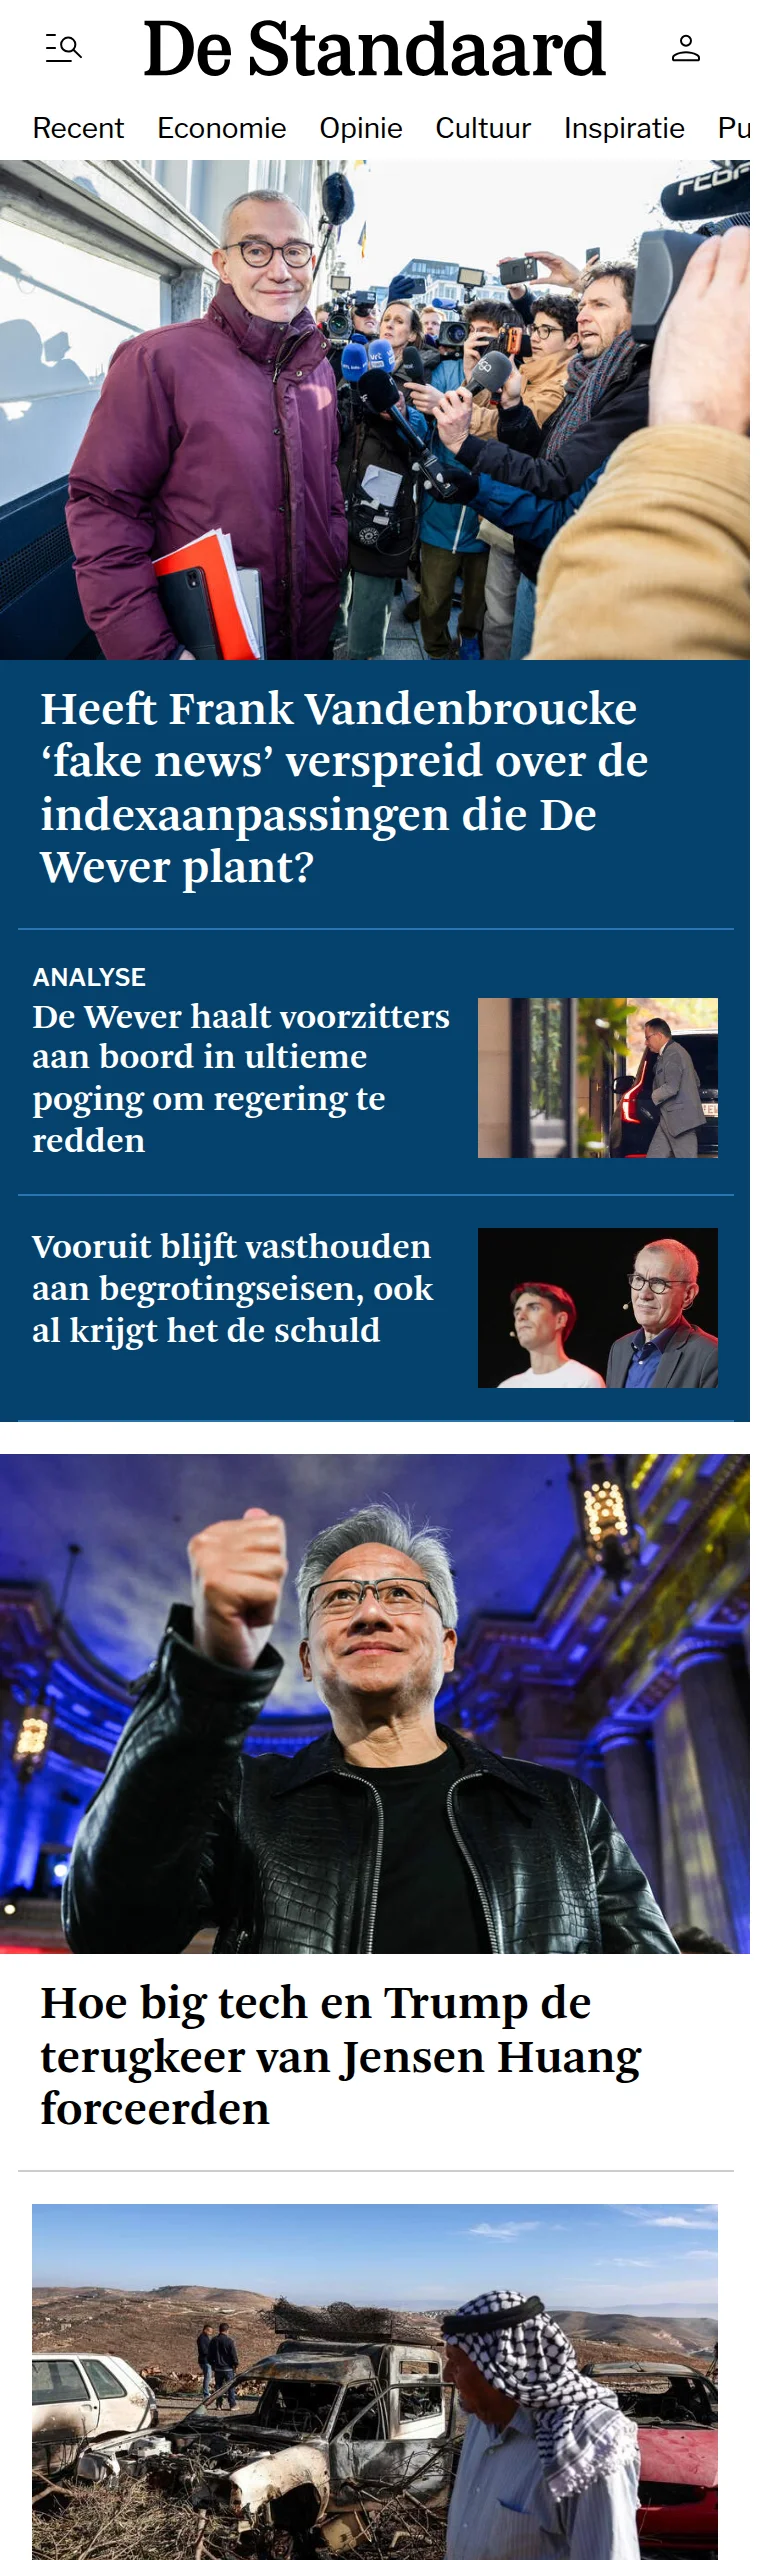 De Standaard
Recent Economie Opinie Cultuur Inspiratie Pu
Heeft Frank Vandenbroucke
‘fake news’ verspreid over de
indexaanpassingen die De
Wever plant?
ANALYSE
De Wever haalt voorzitters
aan boord in ultieme
poging om regering te
redden
Vooruit blijft vasthouden
aan begrotingseisen, ook
al krijgt het de schuld
Hoe big tech en Trump de
terugkeer van Jensen Huang
forceerden